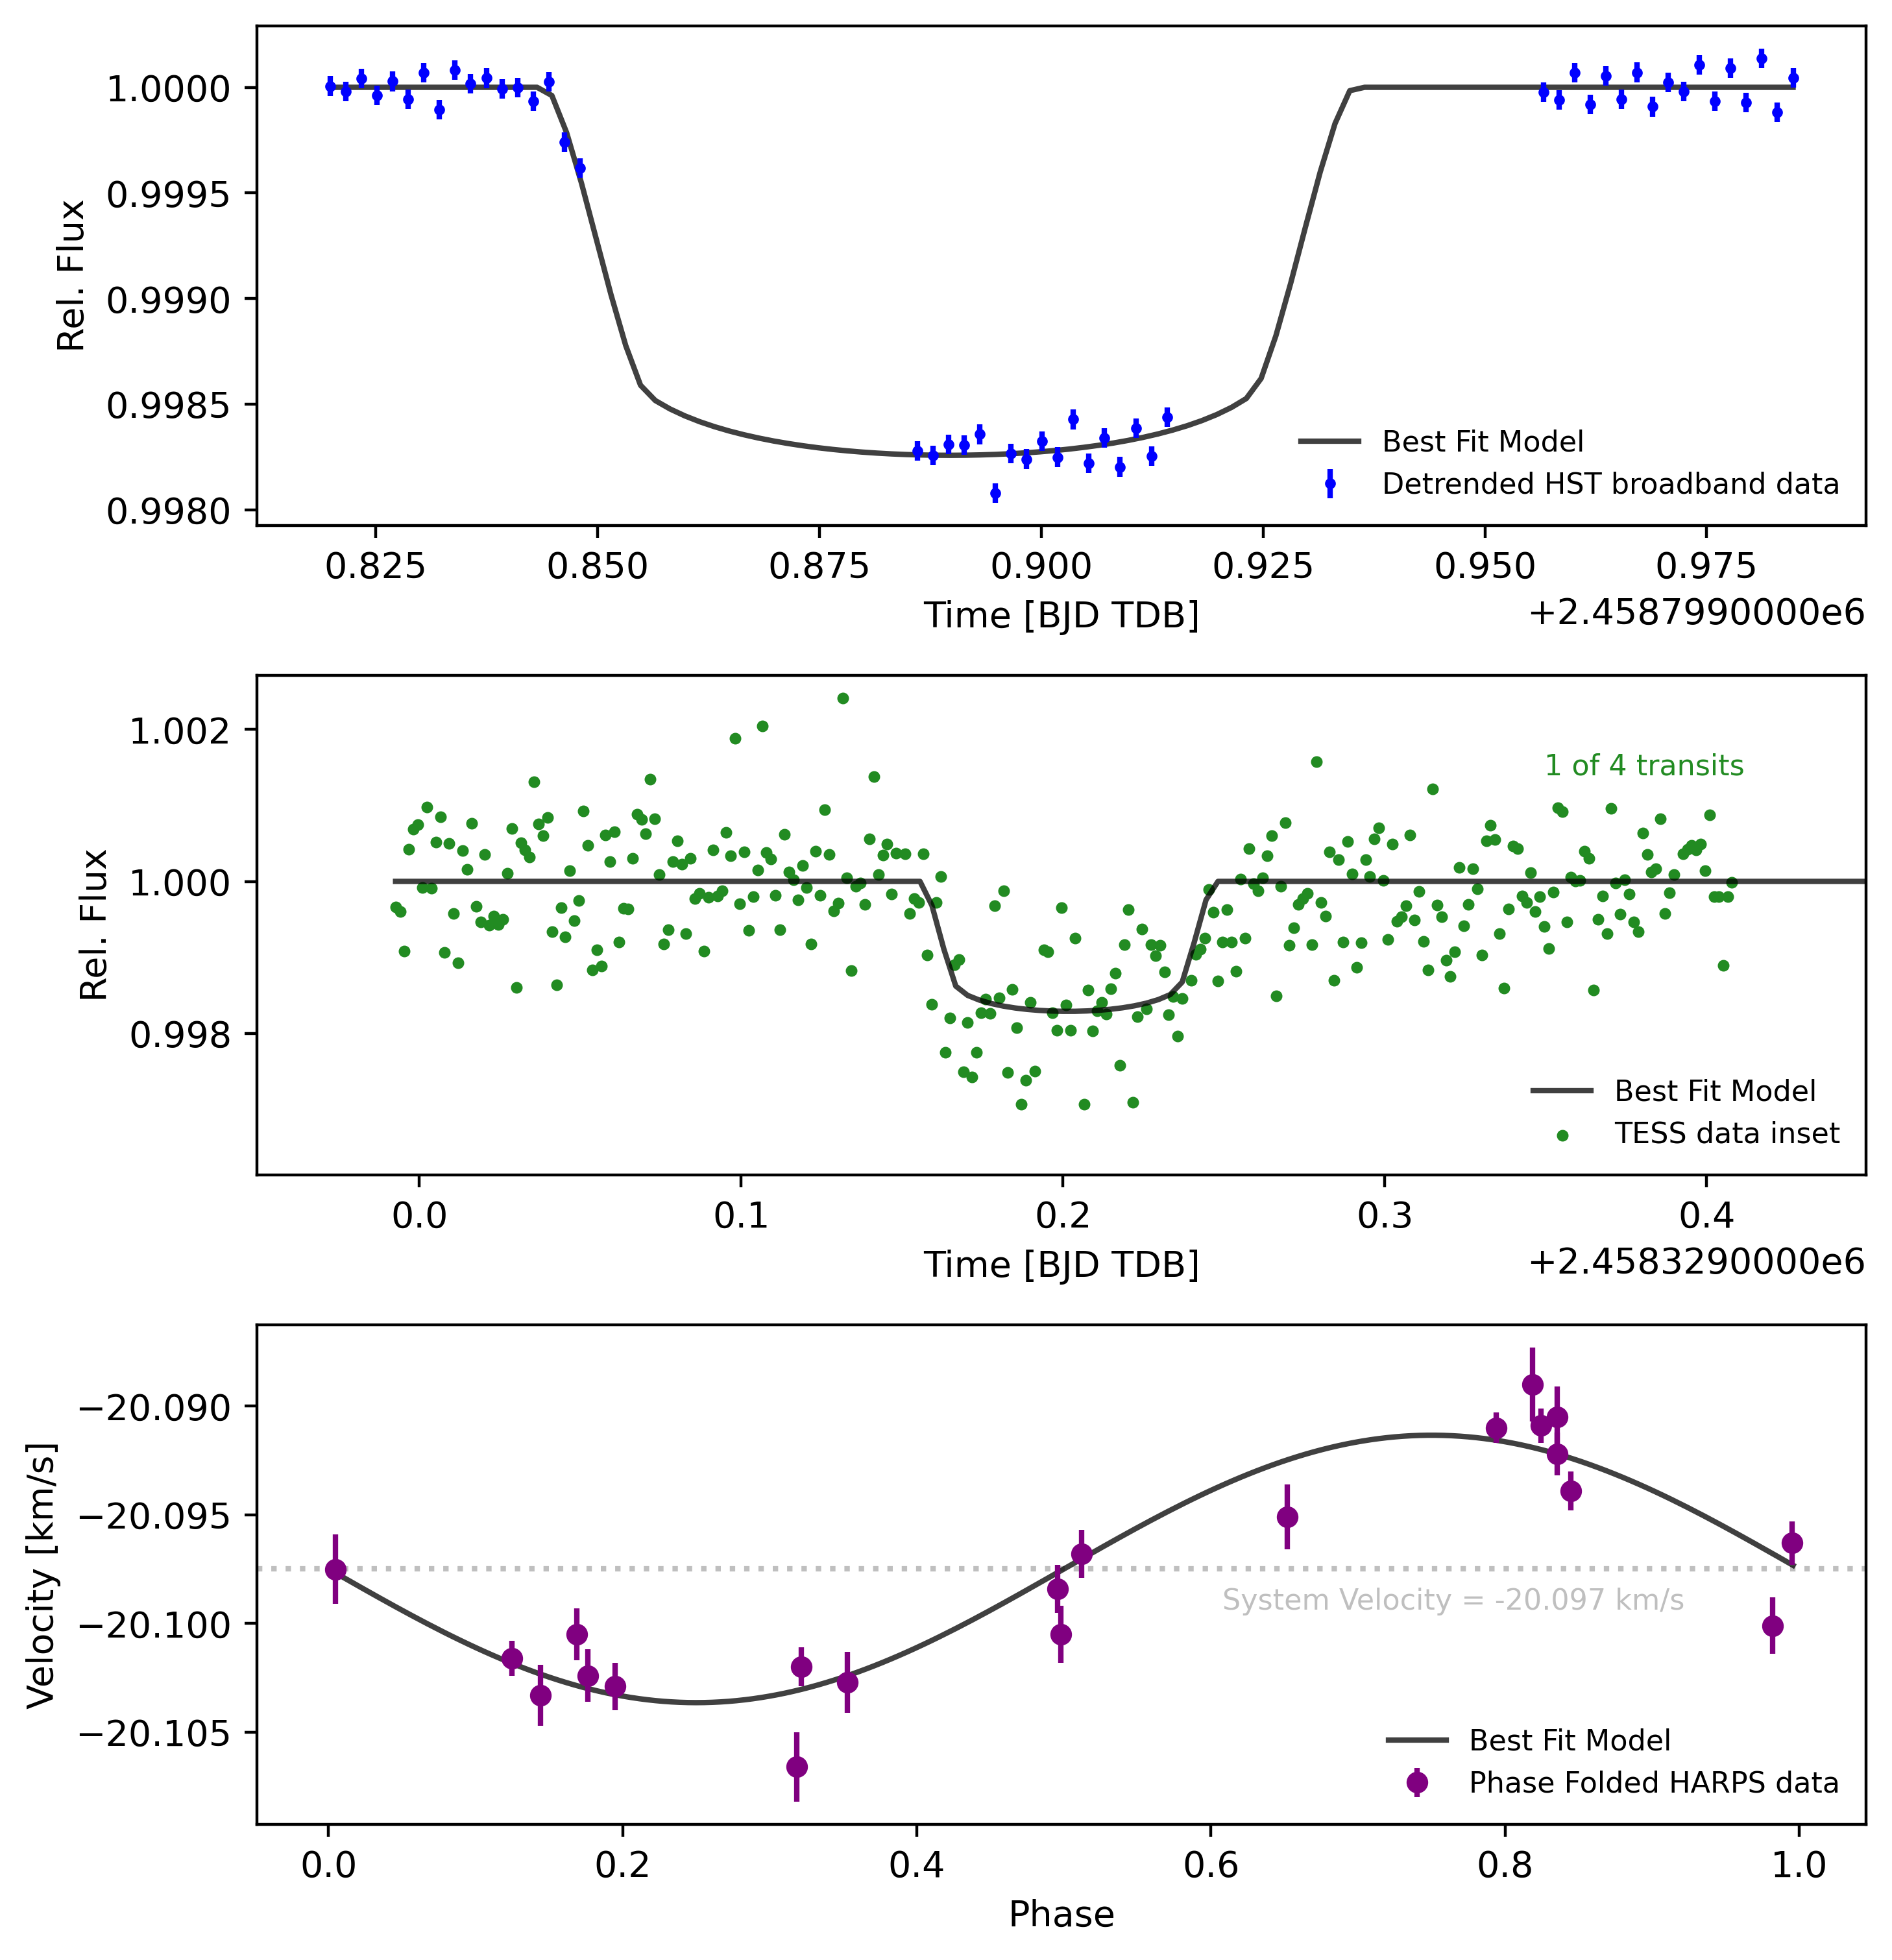 1.0000
0.9995
0.9990
0.9985
0.9980
Rel. Flux
Best Fit Model
Detrended HST broadband data
0.825 0.850 0.875 0.900 0.925 0.950 0.975
Time [BJD TDB]
+2.4587990000e6
1.002
1.000
0.998
Rel. Flux
1 of 4 transits
Best Fit Model
TESS data inset
0.0 0.1 0.2 0.3 0.4
Time [BJD TDB]
+2.4583290000e6
−20.090
−20.095
−20.100
−20.105
Velocity [km/s]
System Velocity = -20.097 km/s
Best Fit Model
Phase Folded HARPS data
0.0 0.2 0.4 0.6 0.8 1.0
Phase